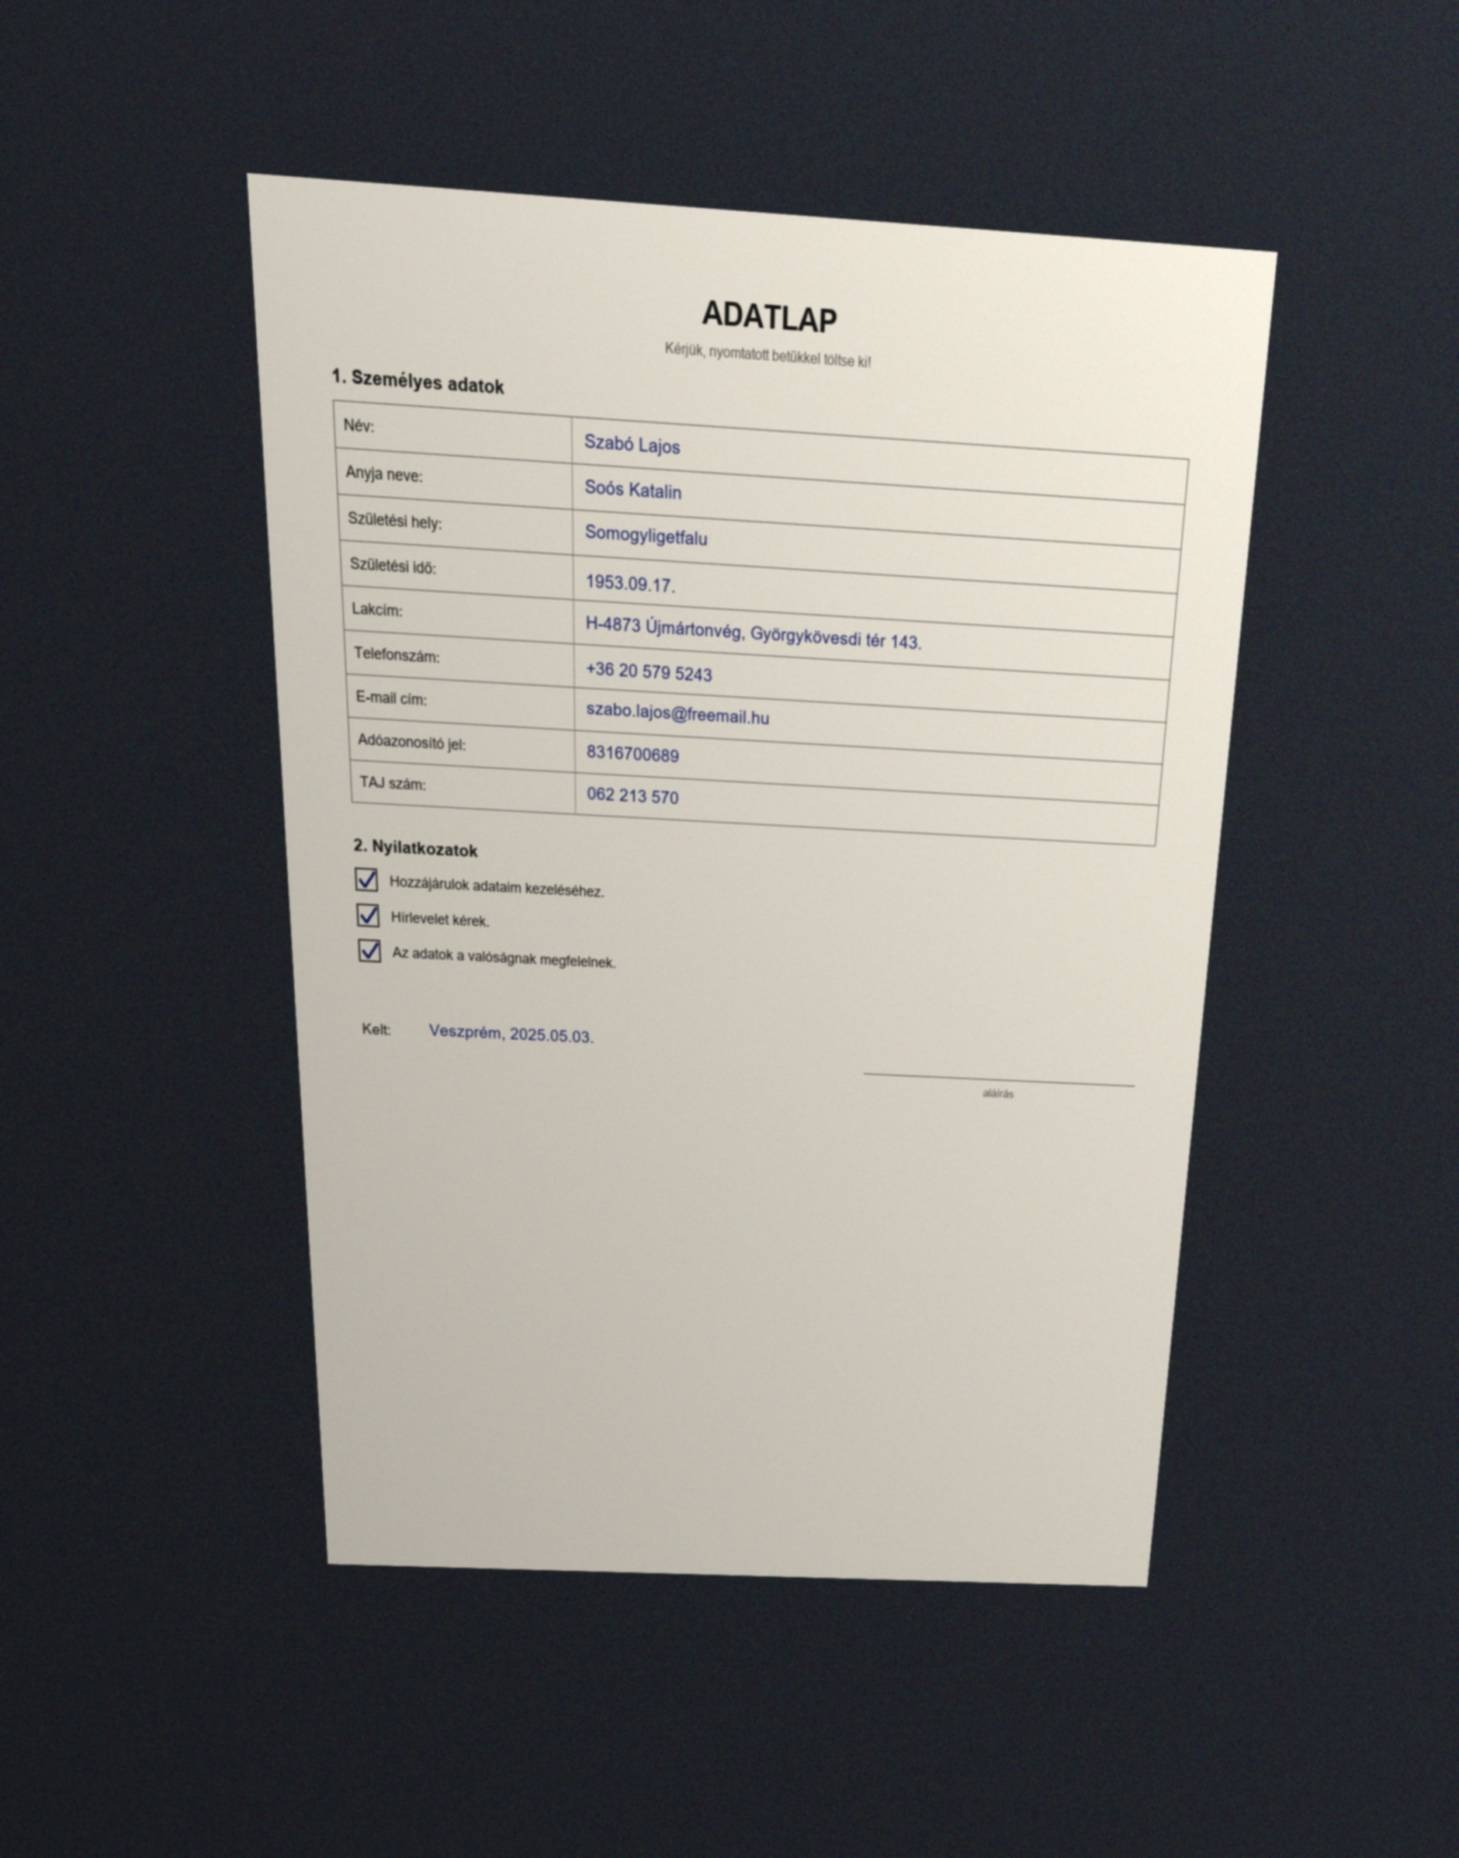 ADATLAP
Kérjük, nyomtatott betűkkel töltse ki!
1. Személyes adatok
Név: Szabó Lajos
Anyja neve: Soós Katalin
Születési hely: Somogyligetfalu
Születési idő: 1953.09.17.
Lakcím: H-4873 Újmártonvég, Györgykövesdi tér 143.
Telefonszám: +36 20 579 5243
E-mail cím: szabo.lajos@freemail.hu
Adóazonosító jel: 8316700689
TAJ szám: 062 213 570
2. Nyilatkozatok
Hozzájárulok adataim kezeléséhez.
Hírlevelet kérek.
Az adatok a valóságnak megfelelnek.
Kelt: Veszprém, 2025.05.03.
aláírás